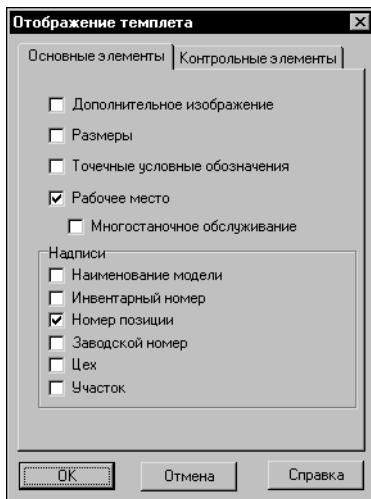 Отображение темплета
Основные элементы Контрольные элементы
Дополнительное изображение
Размеры
Точечные условные обозначения
Рабочее место
Многостаночное обслуживание
Надписи
Наименование модели
Инвентарный номер
Номер позиции
Заводской номер
Цех
Участок
OK Отмена Справка